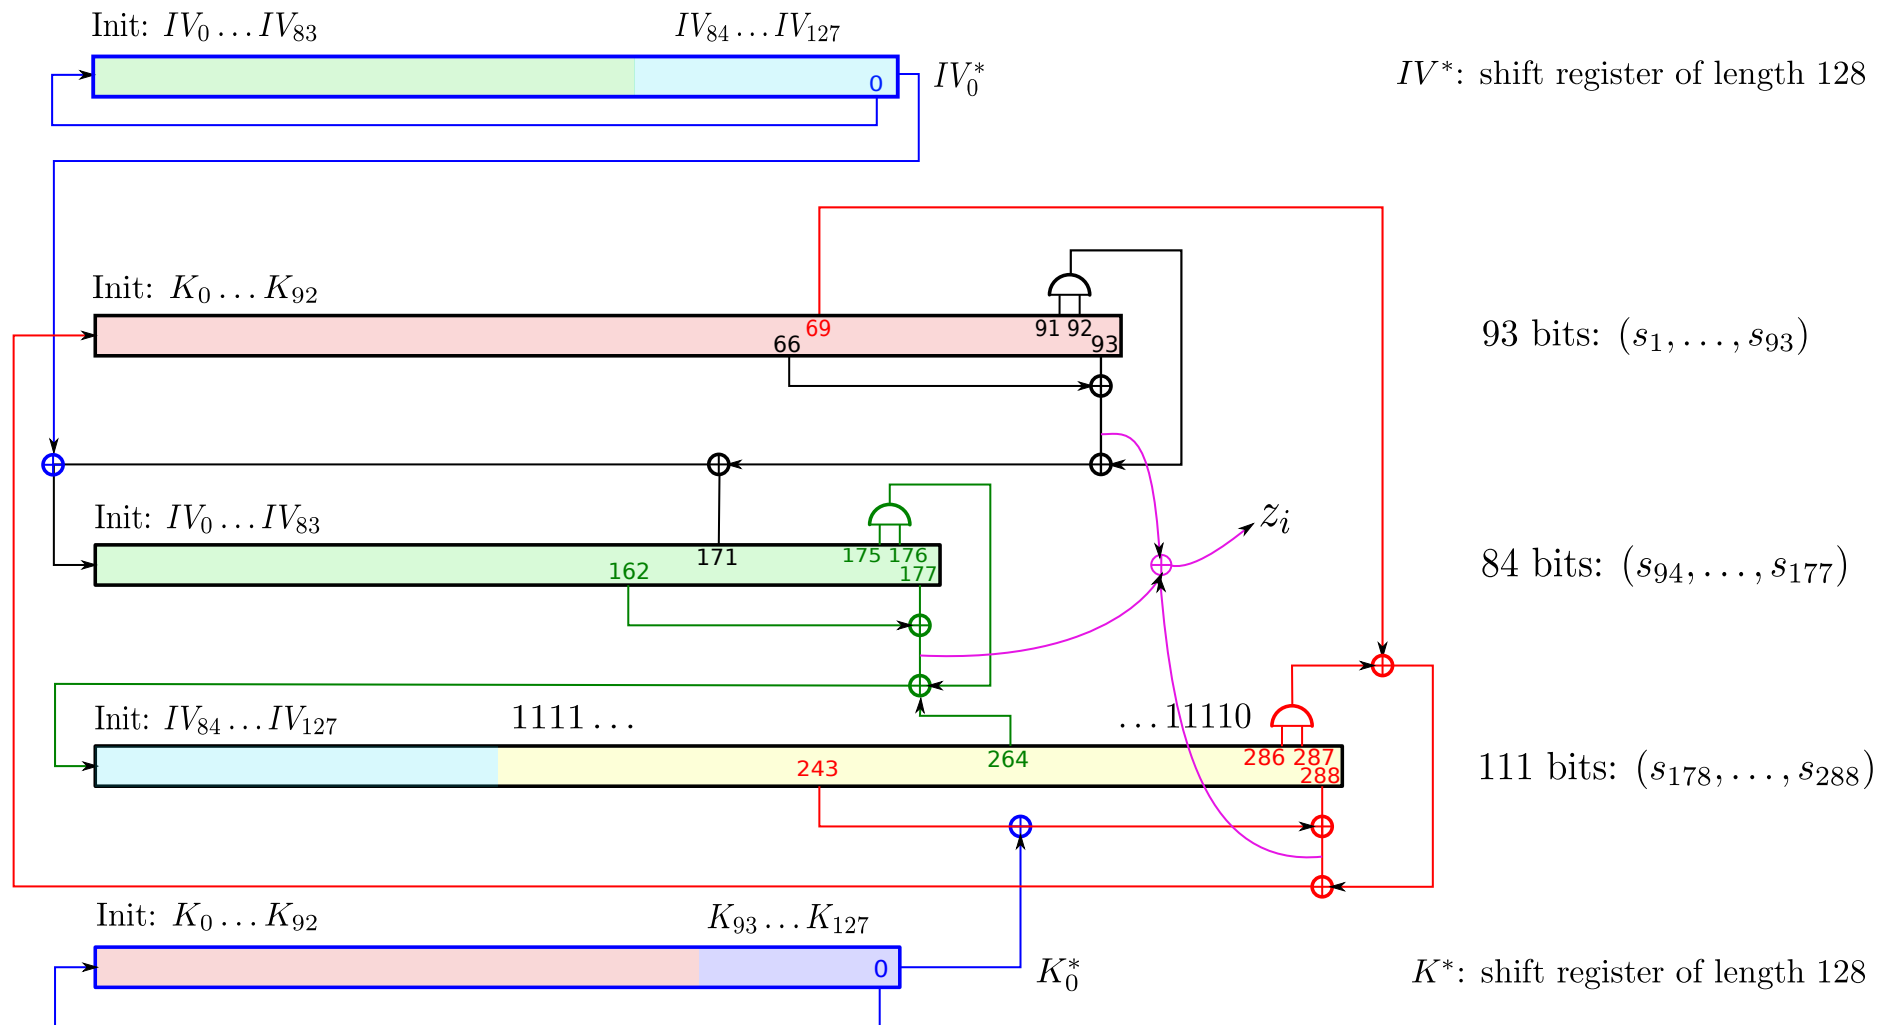 Init: IV₀ … IV₈₃ IV₈₄ … IV₁₂₇
0 IV₀* IV*: shift register of length 128
Init: K₀ … K₉₂
69 91 92
66 93 93 bits: (s₁, …, s₉₃)
Init: IV₀ … IV₈₃ zᵢ
171 175 176
162 177 84 bits: (s₉₄, …, s₁₇₇)
Init: IV₈₄ … IV₁₂₇ 1111 … … 11110
243 264 286 287
288 111 bits: (s₁₇₈, …, s₂₈₈)
Init: K₀ … K₉₂ K₉₃ … K₁₂₇
0 K₀* K*: shift register of length 128